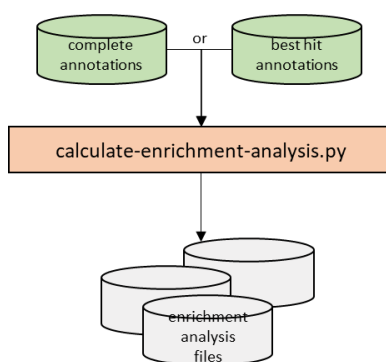 complete
annotations
or
best hit
annotations
calculate-enrichment-analysis.py
enrichment
analysis
files